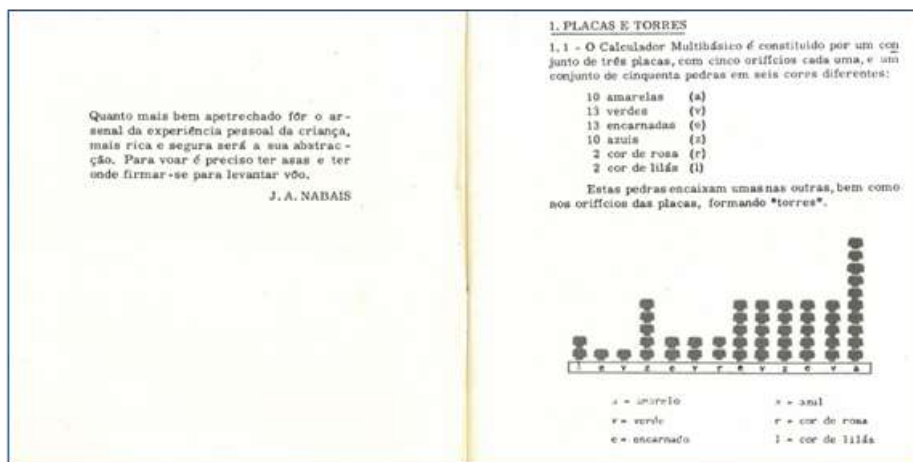 Quanto mais bem apetrechado fôr o ar-
senal da experiência pessoal da criança,
mais rica e segura será a sua abstrac-
ção. Para voar é preciso ter asas e ter
onde firmar-se para levantar vôo.
J. A. NABAIS
1. PLACAS E TORRES
1.1 - O Calculador Multibásico é constituído por um con
junto de três placas, com cinco orifícios cada uma, e um
conjunto de cinquenta pedras em seis cores diferentes:
10 amarelas (a)
13 verdes (v)
13 encarnadas (e)
10 azuis (z)
2 cor de rosa (r)
2 cor de lilás (l)
Estas pedras encaixam umas nas outras, bem como
nos orifícios das placas, formando "torres".
l e v z e v r e v z e v a
a = amarelo z = azul
v = verde r = cor de rosa
e = encarnado l = cor de lilás